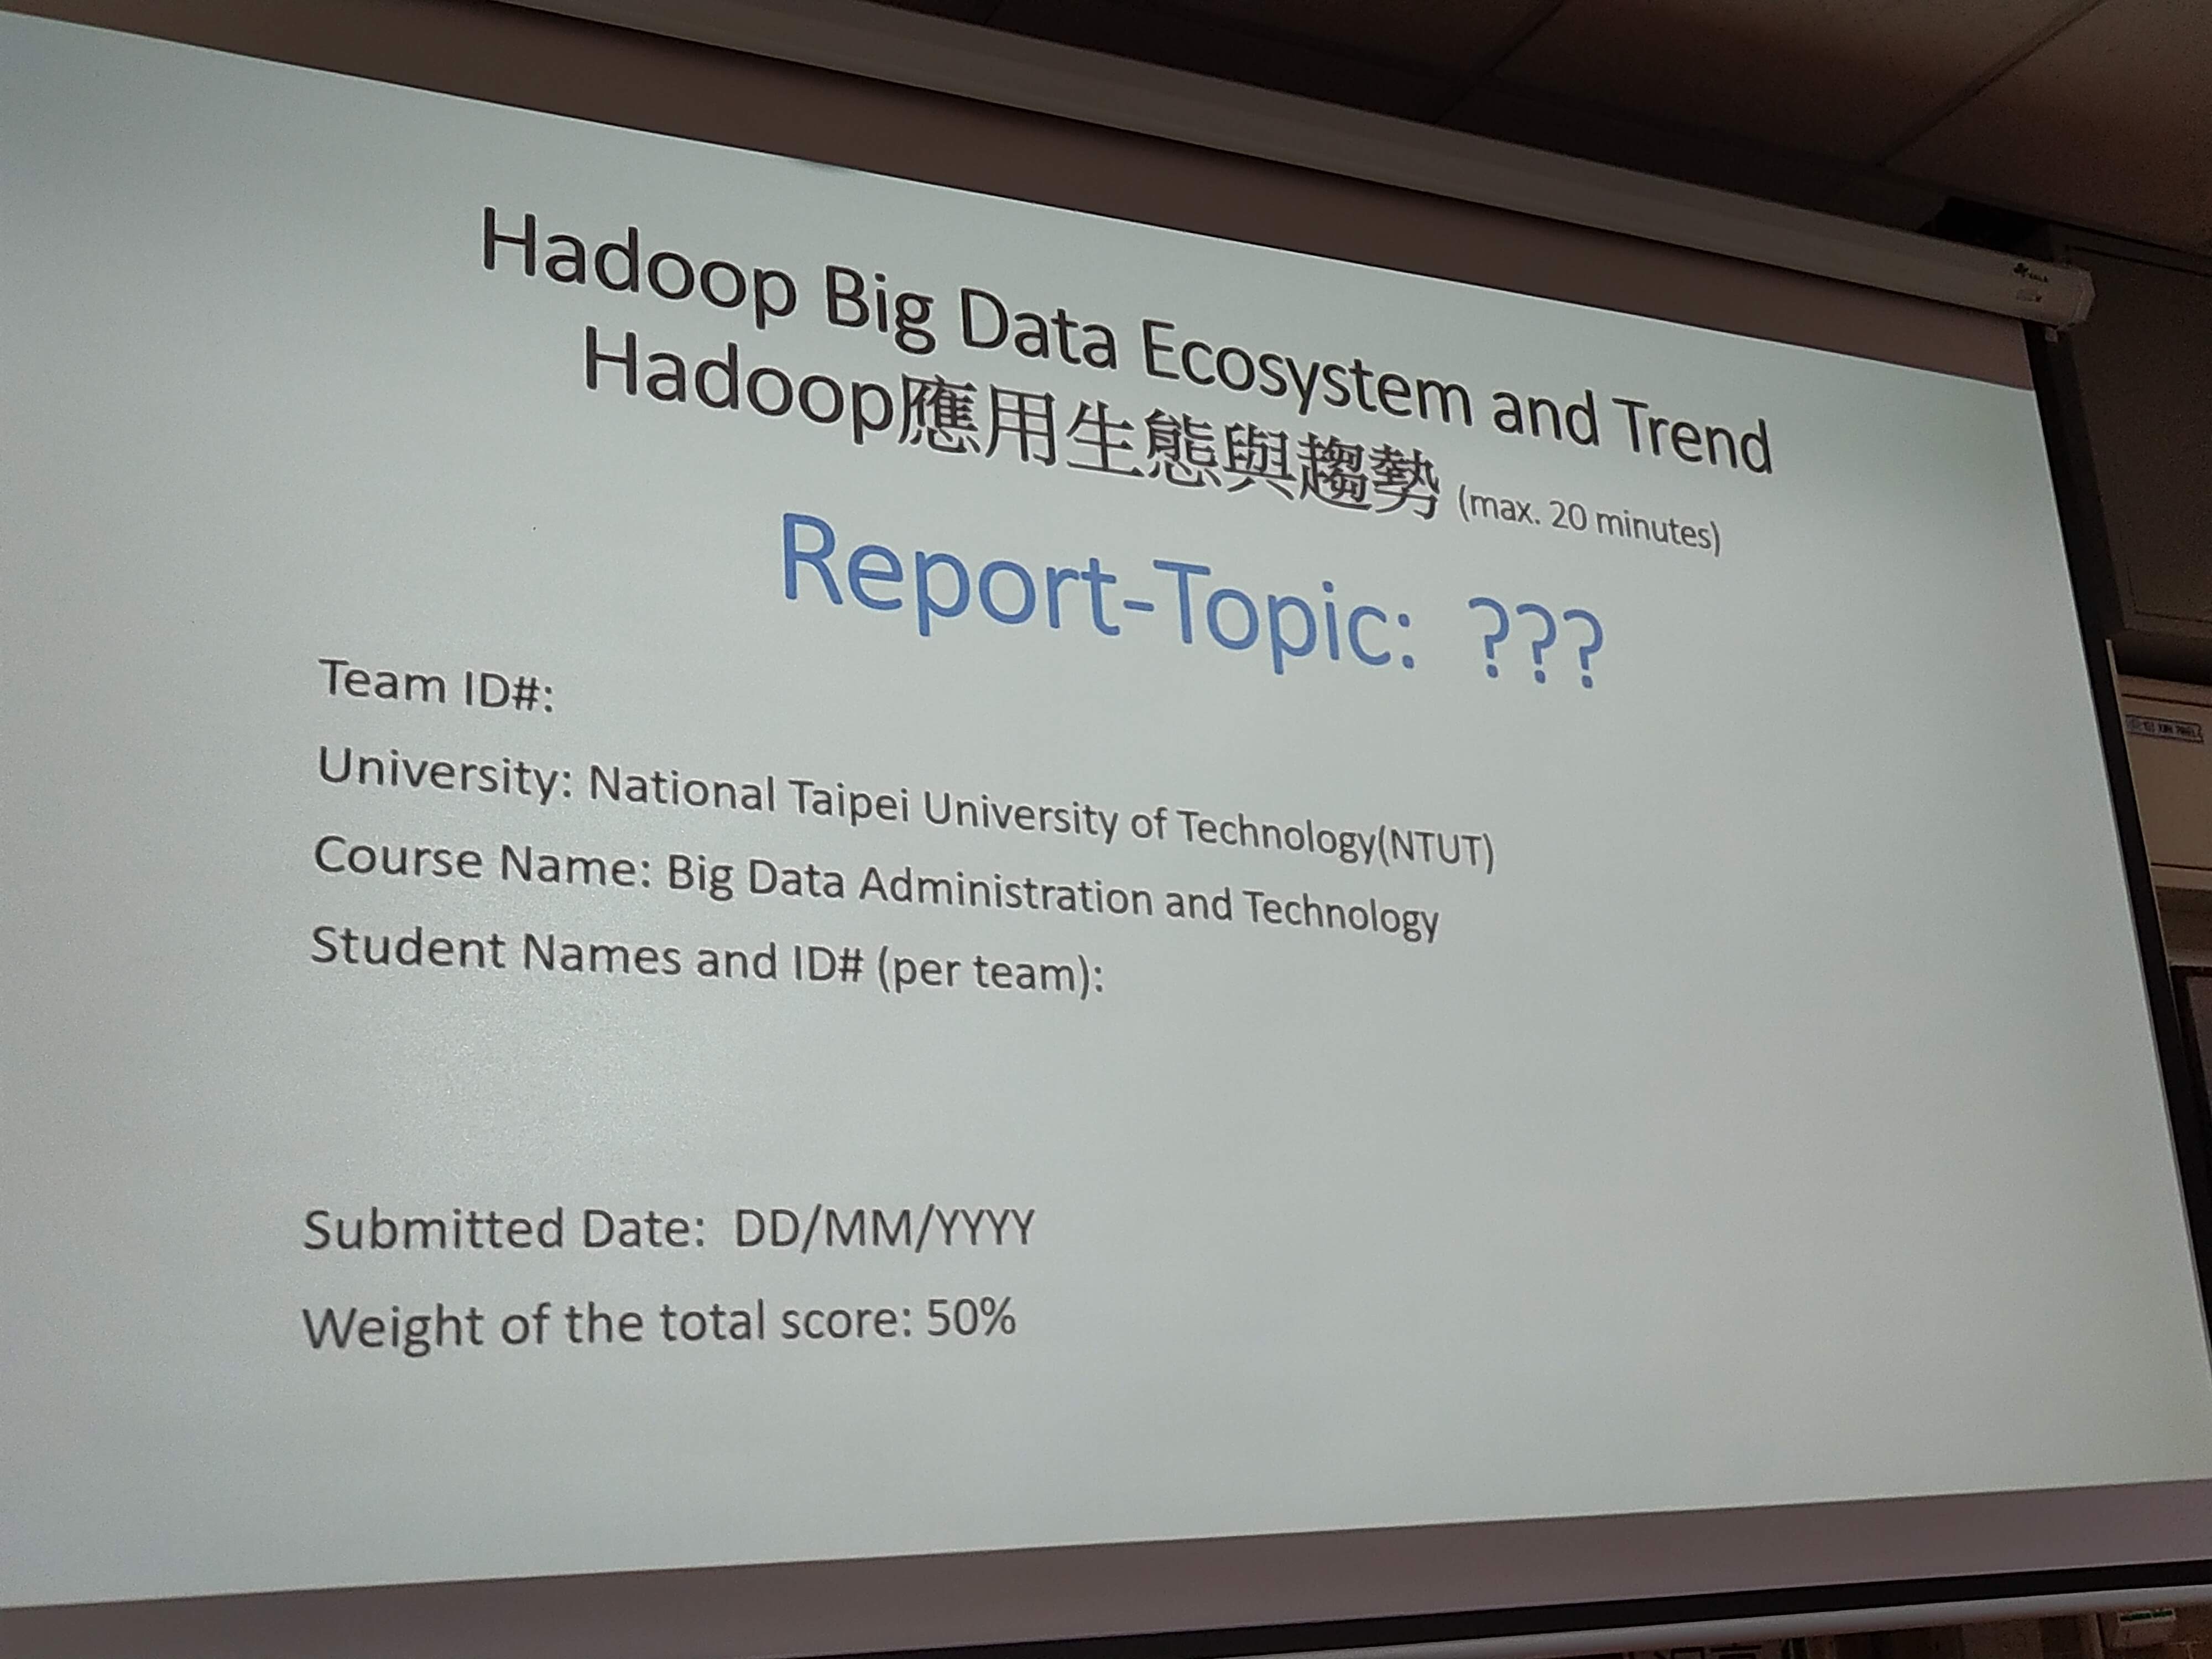 Hadoop Big Data Ecosystem and Trend
Hadoop應用生態與趨勢 (max. 20 minutes)
Report-Topic: ???
Team ID#:
University: National Taipei University of Technology(NTUT)
Course Name: Big Data Administration and Technology
Student Names and ID# (per team):
Submitted Date: DD/MM/YYYY
Weight of the total score: 50%